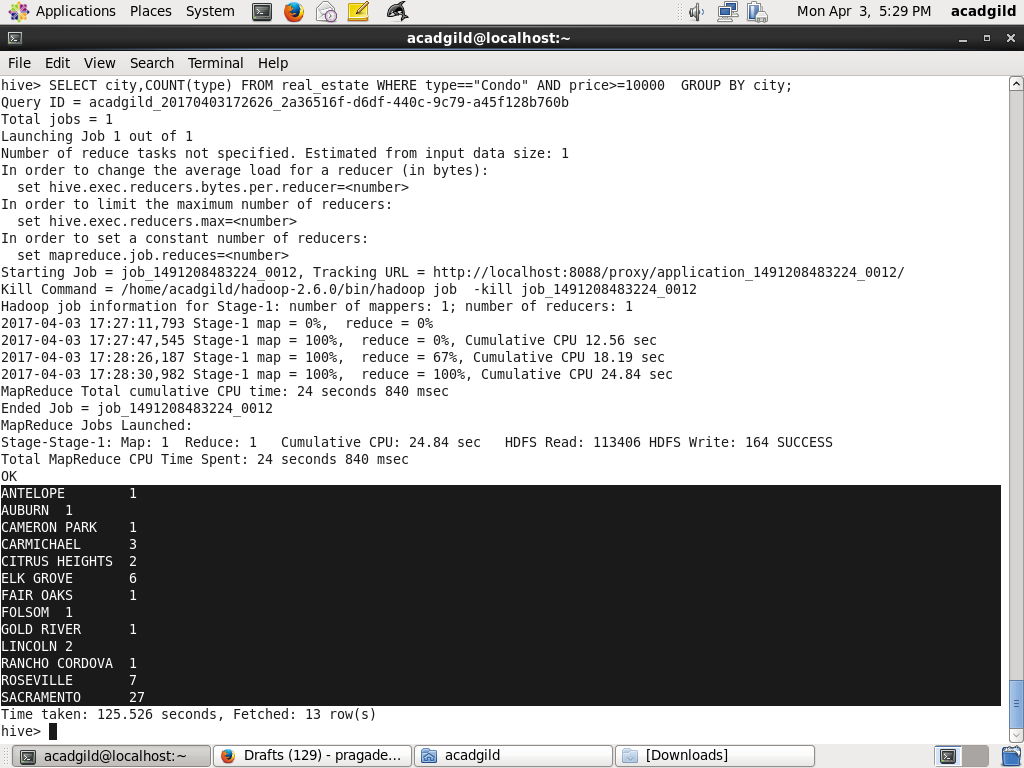 Applications Places System Mon Apr 3, 5:29 PM acadgild
acadgild@localhost:~
File Edit View Search Terminal Help
hive> SELECT city,COUNT(type) FROM real_estate WHERE type=="Condo" AND price>=10000  GROUP BY city;
Query ID = acadgild_20170403172626_2a36516f-d6df-440c-9c79-a45f128b760b
Total jobs = 1
Launching Job 1 out of 1
Number of reduce tasks not specified. Estimated from input data size: 1
In order to change the average load for a reducer (in bytes):
  set hive.exec.reducers.bytes.per.reducer=<number>
In order to limit the maximum number of reducers:
  set hive.exec.reducers.max=<number>
In order to set a constant number of reducers:
  set mapreduce.job.reduces=<number>
Starting Job = job_1491208483224_0012, Tracking URL = http://localhost:8088/proxy/application_1491208483224_0012/
Kill Command = /home/acadgild/hadoop-2.6.0/bin/hadoop job  -kill job_1491208483224_0012
Hadoop job information for Stage-1: number of mappers: 1; number of reducers: 1
2017-04-03 17:27:11,793 Stage-1 map = 0%,  reduce = 0%
2017-04-03 17:27:47,545 Stage-1 map = 100%,  reduce = 0%, Cumulative CPU 12.56 sec
2017-04-03 17:28:26,187 Stage-1 map = 100%,  reduce = 67%, Cumulative CPU 18.19 sec
2017-04-03 17:28:30,982 Stage-1 map = 100%,  reduce = 100%, Cumulative CPU 24.84 sec
MapReduce Total cumulative CPU time: 24 seconds 840 msec
Ended Job = job_1491208483224_0012
MapReduce Jobs Launched:
Stage-Stage-1: Map: 1  Reduce: 1   Cumulative CPU: 24.84 sec   HDFS Read: 113406 HDFS Write: 164 SUCCESS
Total MapReduce CPU Time Spent: 24 seconds 840 msec
OK
ANTELOPE        1
AUBURN  1
CAMERON PARK    1
CARMICHAEL      3
CITRUS HEIGHTS  2
ELK GROVE       6
FAIR OAKS       1
FOLSOM  1
GOLD RIVER      1
LINCOLN 2
RANCHO CORDOVA  1
ROSEVILLE       7
SACRAMENTO      27
Time taken: 125.526 seconds, Fetched: 13 row(s)
hive>
acadgild@localhost:~ Drafts (129) - pragade... acadgild [Downloads]